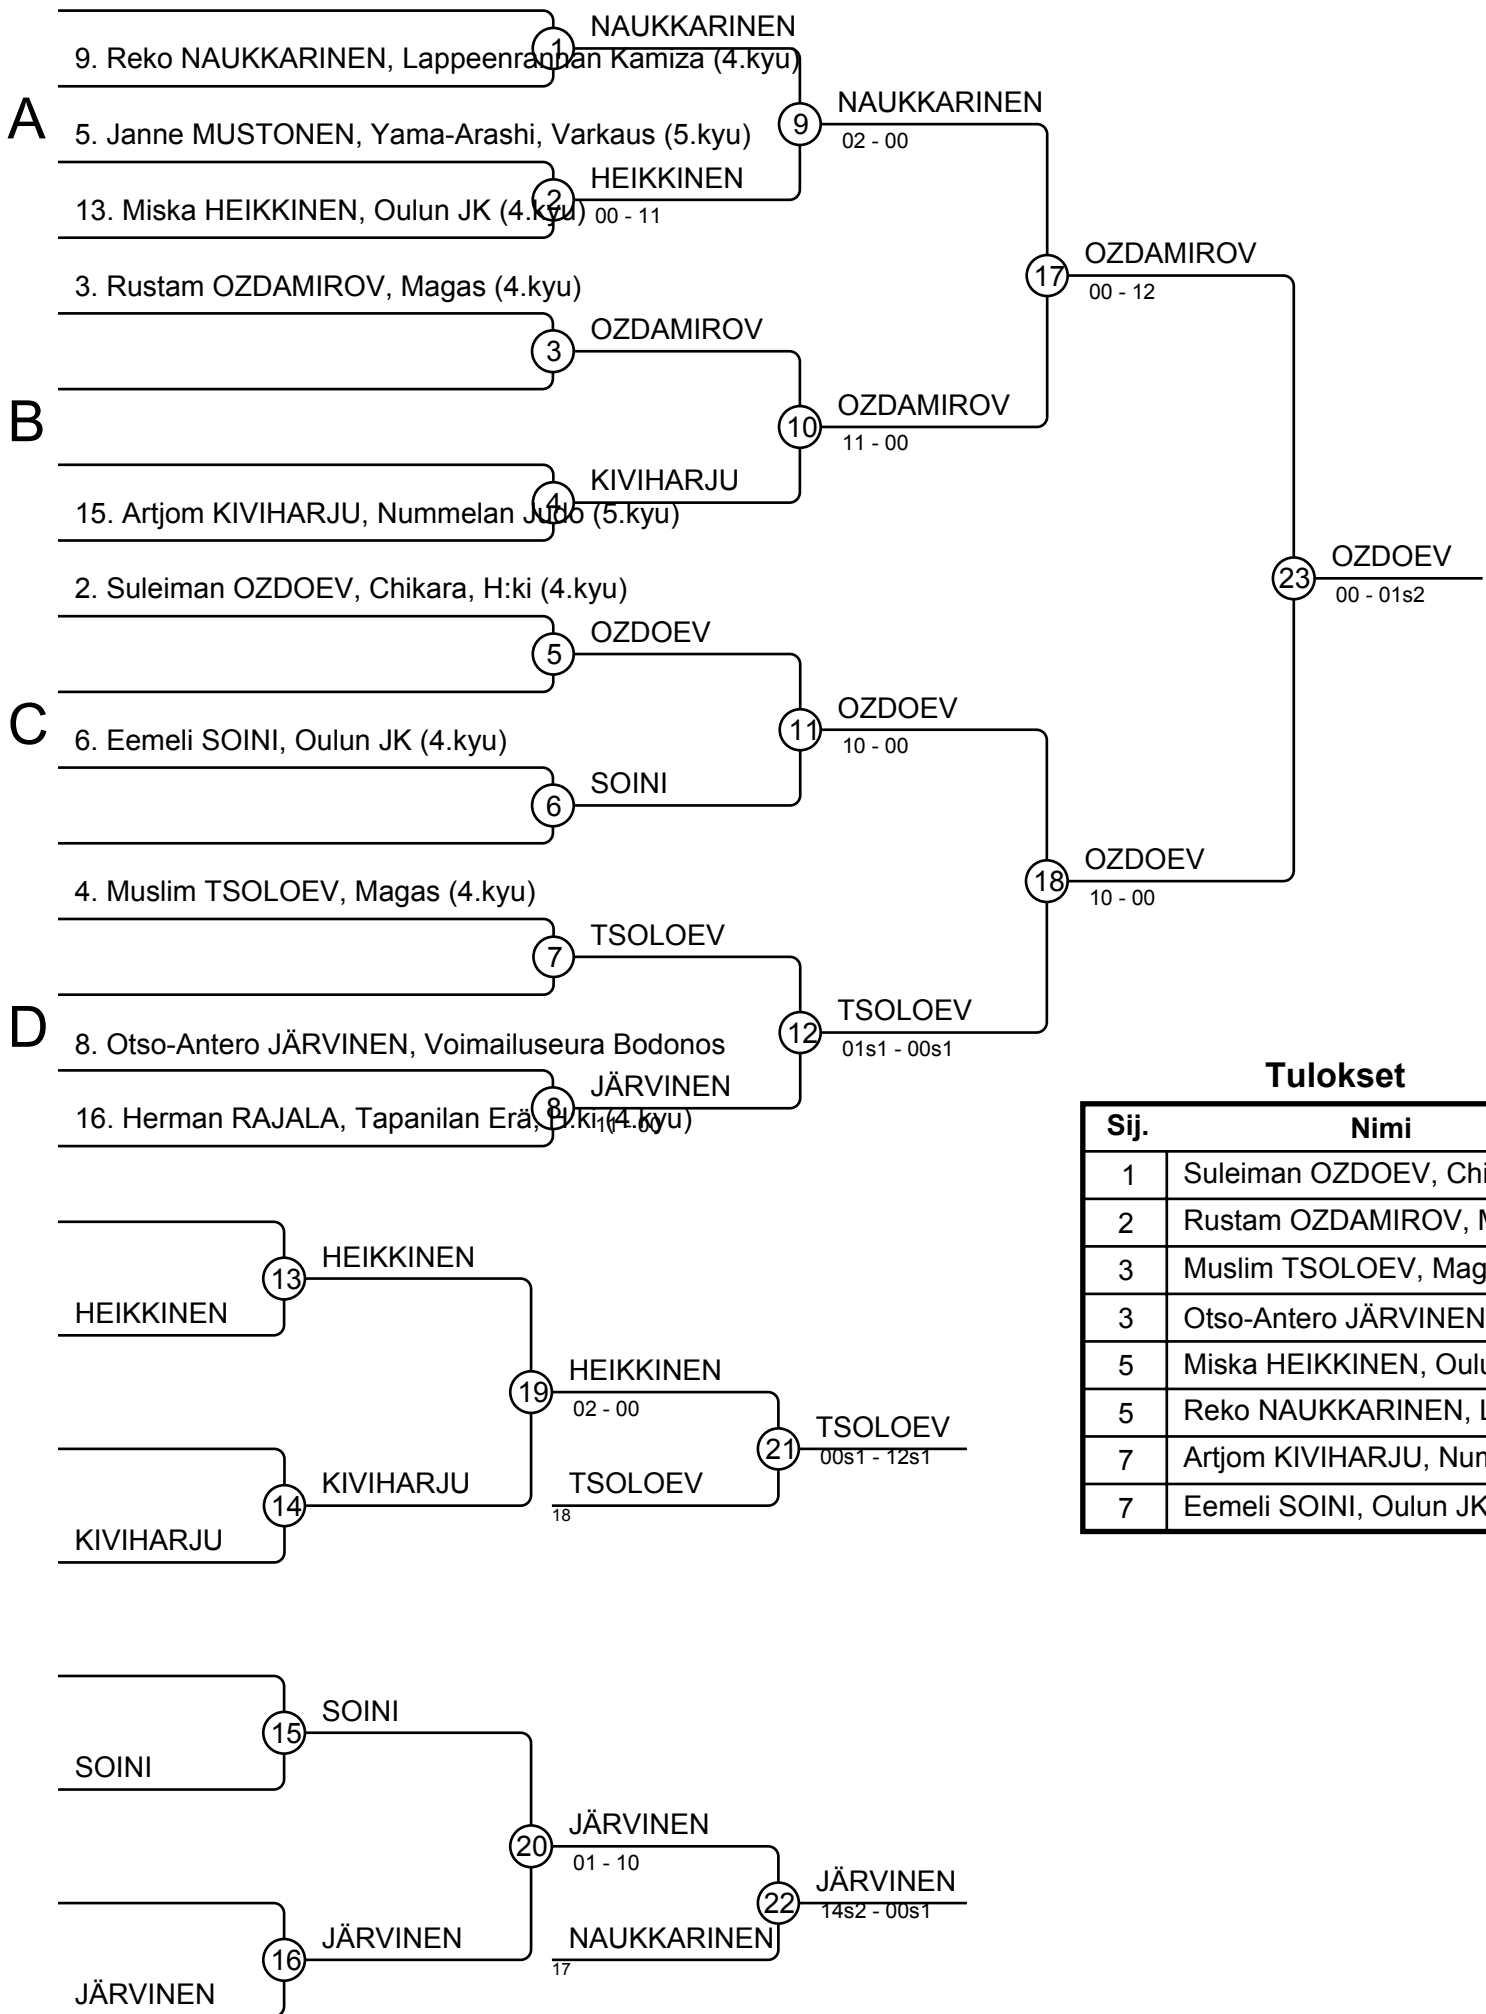 NAUKKARINEN
1
9. Reko NAUKKARINEN, Lappeenrannan Kamiza (4.kyu)
A
NAUKKARINEN
9
02 - 00
5. Janne MUSTONEN, Yama-Arashi, Varkaus (5.kyu)
HEIKKINEN
2
00 - 11
13. Miska HEIKKINEN, Oulun JK (4.kyu)
OZDAMIROV
17
00 - 12
3. Rustam OZDAMIROV, Magas (4.kyu)
OZDAMIROV
3
B
OZDAMIROV
10
11 - 00
KIVIHARJU
4
15. Artjom KIVIHARJU, Nummelan Judo (5.kyu)
OZDOEV
23
00 - 01s2
2. Suleiman OZDOEV, Chikara, H:ki (4.kyu)
OZDOEV
5
C
OZDOEV
11
10 - 00
6. Eemeli SOINI, Oulun JK (4.kyu)
SOINI
6
OZDOEV
18
10 - 00
4. Muslim TSOLOEV, Magas (4.kyu)
TSOLOEV
7
D
TSOLOEV
12
01s1 - 00s1
8. Otso-Antero JÄRVINEN, Voimailuseura Bodonos
JÄRVINEN
8
11 - 00
16. Herman RAJALA, Tapanilan Erä, H:ki (4.kyu)
Tulokset
Sij. Nimi
1 Suleiman OZDOEV, Chi
2 Rustam OZDAMIROV,
3 Muslim TSOLOEV, Mag
3 Otso-Antero JÄRVINEN
5 Miska HEIKKINEN, Oulu
5 Reko NAUKKARINEN, L
7 Artjom KIVIHARJU, Num
7 Eemeli SOINI, Oulun JK
HEIKKINEN
13
HEIKKINEN
HEIKKINEN
19
02 - 00
TSOLOEV
21
00s1 - 12s1
KIVIHARJU
14
TSOLOEV
18
KIVIHARJU
SOINI
15
SOINI
JÄRVINEN
20
01 - 10
JÄRVINEN
22
14s2 - 00s1
JÄRVINEN
16
NAUKKARINEN
17
JÄRVINEN